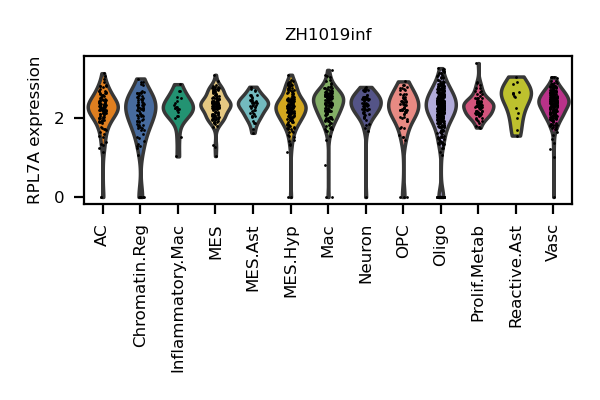 ZH1019inf
RPL7A expression
2
0
AC
Chromatin.Reg
Inflammatory.Mac
MES
MES.Ast
MES.Hyp
Mac
Neuron
OPC
Oligo
Prolif.Metab
Reactive.Ast
Vasc